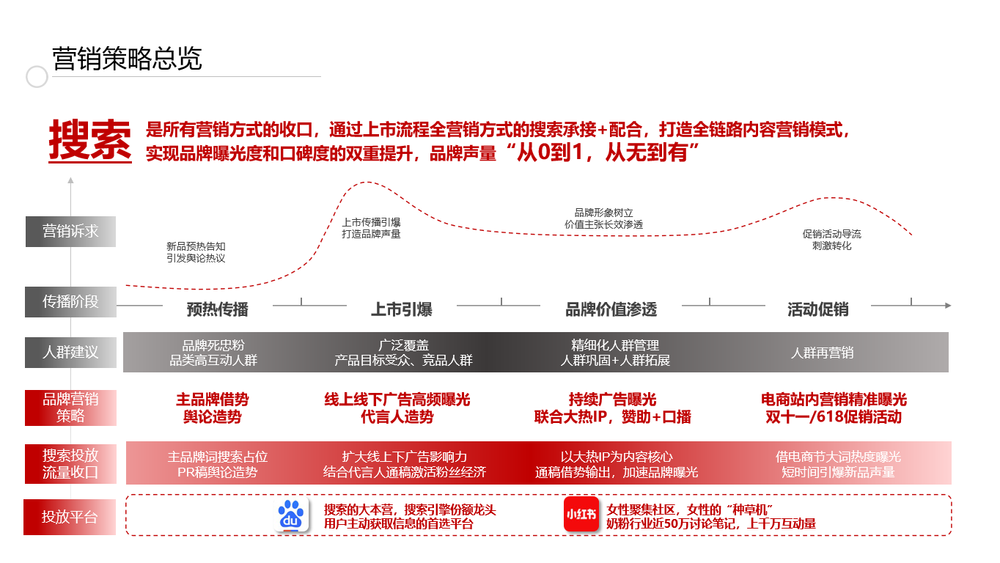 营销策略总览
搜索
是所有营销方式的收口，通过上市流程全营销方式的搜索承接+配合，打造全链路内容营销模式，
实现品牌曝光度和口碑度的双重提升，品牌声量“从0到1，从无到有”
营销诉求
新品预热告知
引发舆论热议
上市传播引爆
打造品牌声量
品牌形象树立
价值主张长效渗透
促销活动导流
刺激转化
传播阶段
预热传播
上市引爆
品牌价值渗透
活动促销
人群建议
品牌死忠粉
品类高互动人群
广泛覆盖
产品目标受众、竞品人群
精细化人群管理
人群巩固+人群拓展
人群再营销
品牌营销
策略
主品牌借势
舆论造势
线上线下广告高频曝光
代言人造势
持续广告曝光
联合大热IP，赞助+口播
电商站内营销精准曝光
双十一/618促销活动
搜索投放
流量收口
主品牌词搜索占位
PR稿舆论造势
扩大线上下广告影响力
结合代言人通稿激活粉丝经济
以大热IP为内容核心
通稿借势输出，加速品牌曝光
借电商节大词热度曝光
短时间引爆新品声量
投放平台
du
搜索的大本营，搜索引擎份额龙头
用户主动获取信息的首选平台
小红书
女性聚集社区，女性的“种草机”
奶粉行业近50万讨论笔记，上千万互动量